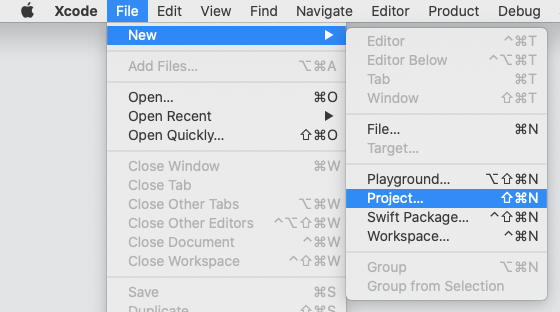 Xcode File Edit View Find Navigate Editor Product Debug
New
Add Files... ⌥⌘A
Open... ⌘O
Open Recent
Open Quickly... ⇧⌘O
Close Window ⌘W
Close Tab
Close Other Tabs ⌥⌘W
Close Other Editors ^⌥⇧⌘W
Close Document ^⌘W
Close Workspace ^⇧⌘W
Save ⌘S
Duplicate ⇧⌘S
Editor ^⌘T
Editor Below ^⌥⌘T
Tab ⌘T
Window ⇧⌘T
File... ⌘N
Target...
Playground... ⌥⇧⌘N
Project... ⇧⌘N
Swift Package... ^⇧⌘N
Workspace... ^⌘N
Group ⌥⌘N
Group from Selection